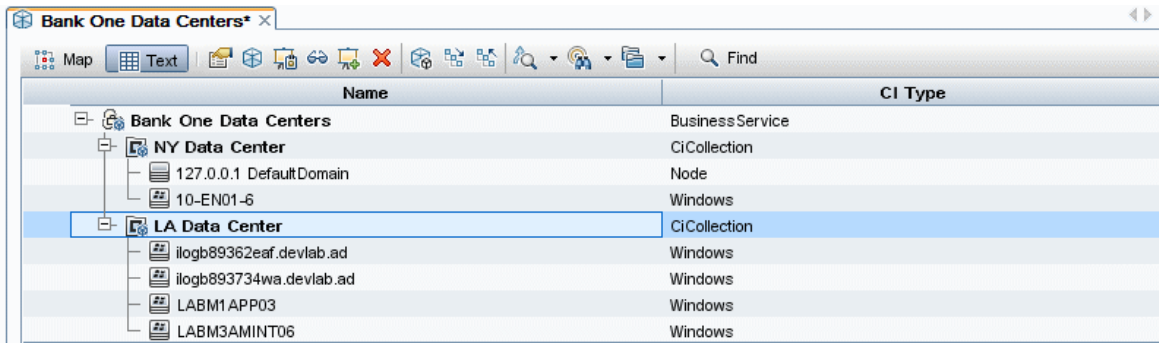 Bank One Data Centers*
Map Text Find
Name CI Type
Bank One Data Centers BusinessService
NY Data Center CiCollection
127.0.0.1 DefaultDomain Node
10-EN01-6 Windows
LA Data Center CiCollection
ilogb89362eaf.devlab.ad Windows
ilogb893734wa.devlab.ad Windows
LABM1APP03 Windows
LABM3AMINT06 Windows